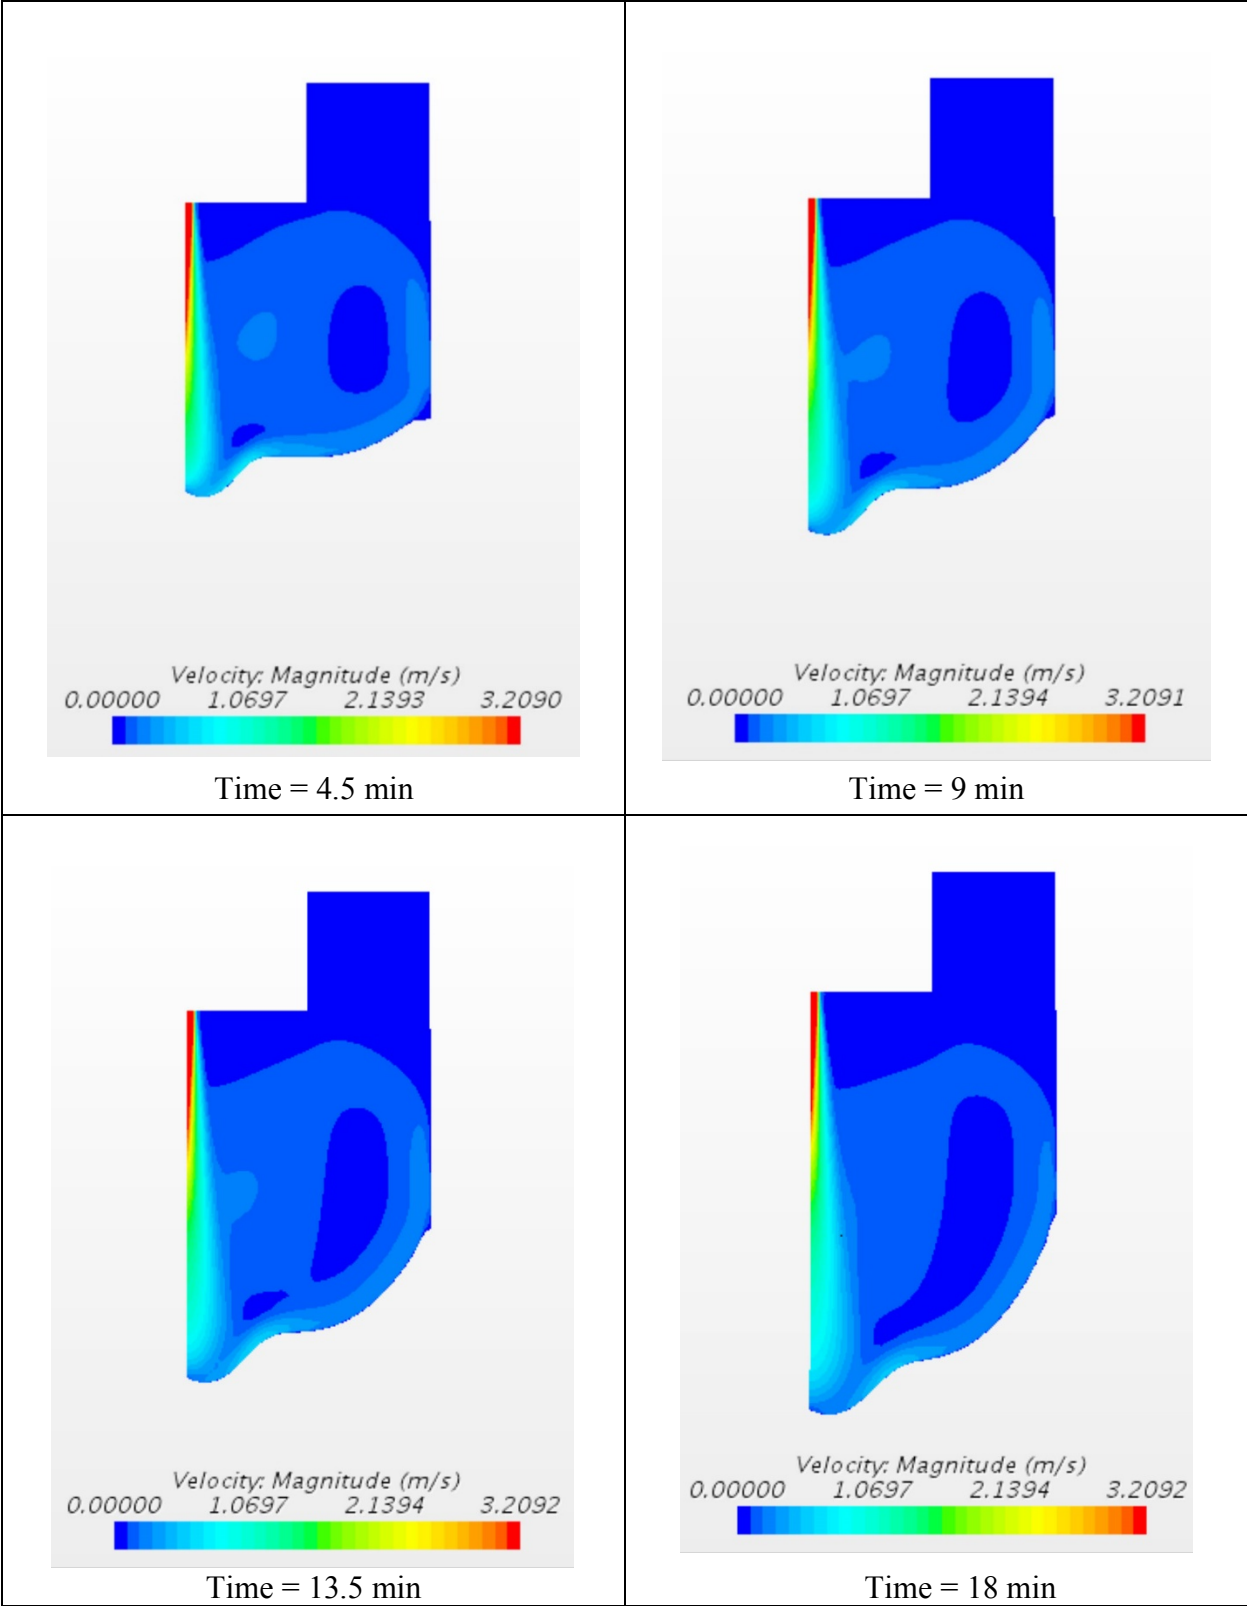 Velocity: Magnitude (m/s)
0.00000 1.0697 2.1393 3.2090
Time = 4.5 min
Velocity: Magnitude (m/s)
0.00000 1.0697 2.1394 3.2091
Time = 9 min
Velocity: Magnitude (m/s)
0.00000 1.0697 2.1394 3.2092
Time = 13.5 min
Velocity: Magnitude (m/s)
0.00000 1.0697 2.1394 3.2092
Time = 18 min